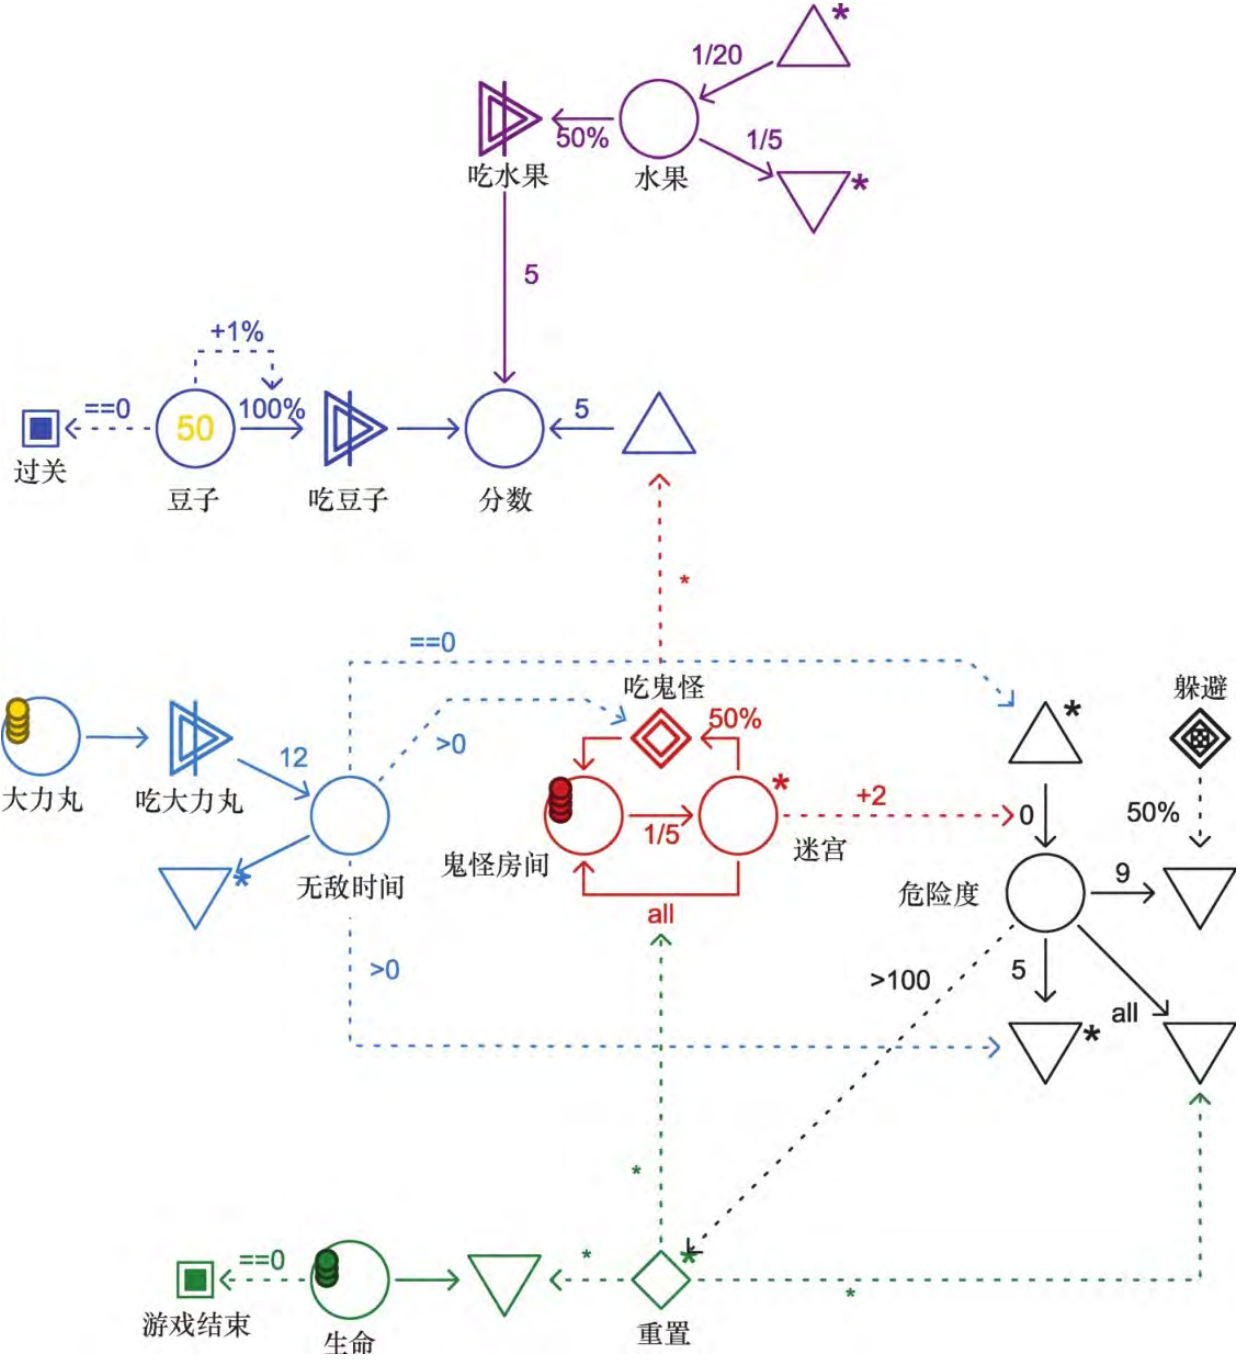 *
1/20
50%
1/5
吃水果
水果
*
5
+1%
==0
50
100%
5
过关
豆子
吃豆子
分数
*
==0
吃鬼怪
躲避
50%
*
>0
12
大力丸
吃大力丸
*
+2
0
50%
1/5
迷宫
鬼怪房间
*
无敌时间
危险度
9
all
>0
>100
5
all
*
*
==0
*
*
*
游戏结束
生命
重置